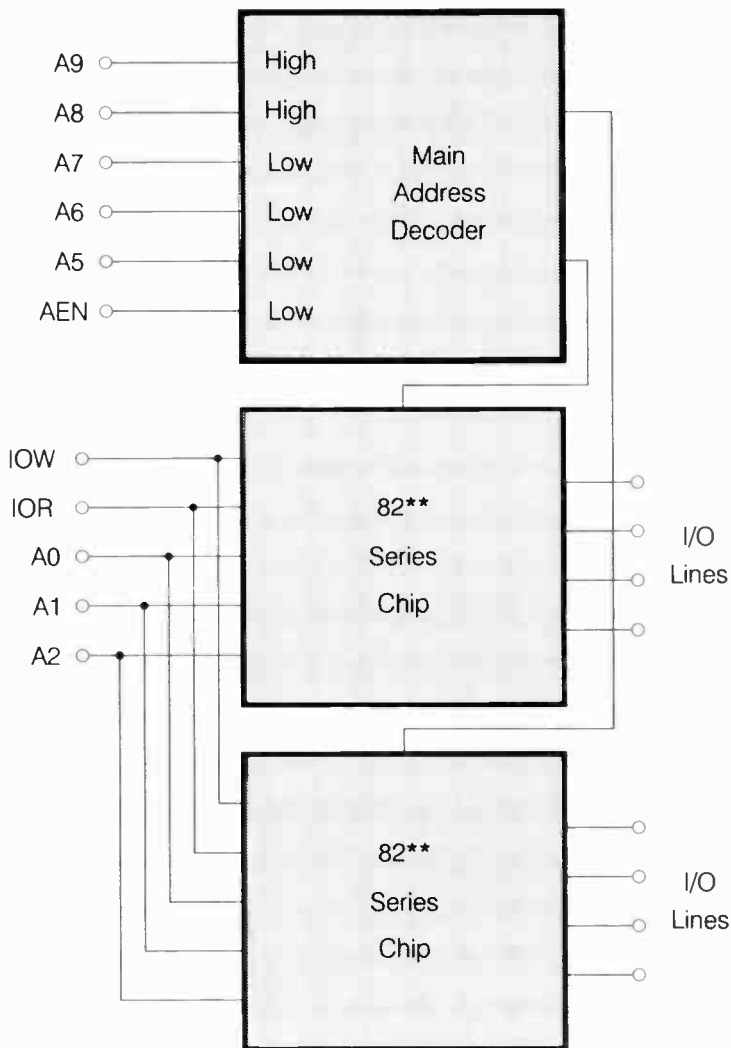 A9
High
A8
High
A7
Low
A6
Low
A5
Low
AEN
Low
Main
Address
Decoder
IOW
IOR
A0
A1
A2
82**
Series
Chip
I/O
Lines
82**
Series
Chip
I/O
Lines